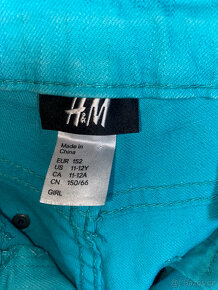 H&M
Made in
China
EUR 152
US 11-12Y
CA 11-12A
CN 150/66
GIRL